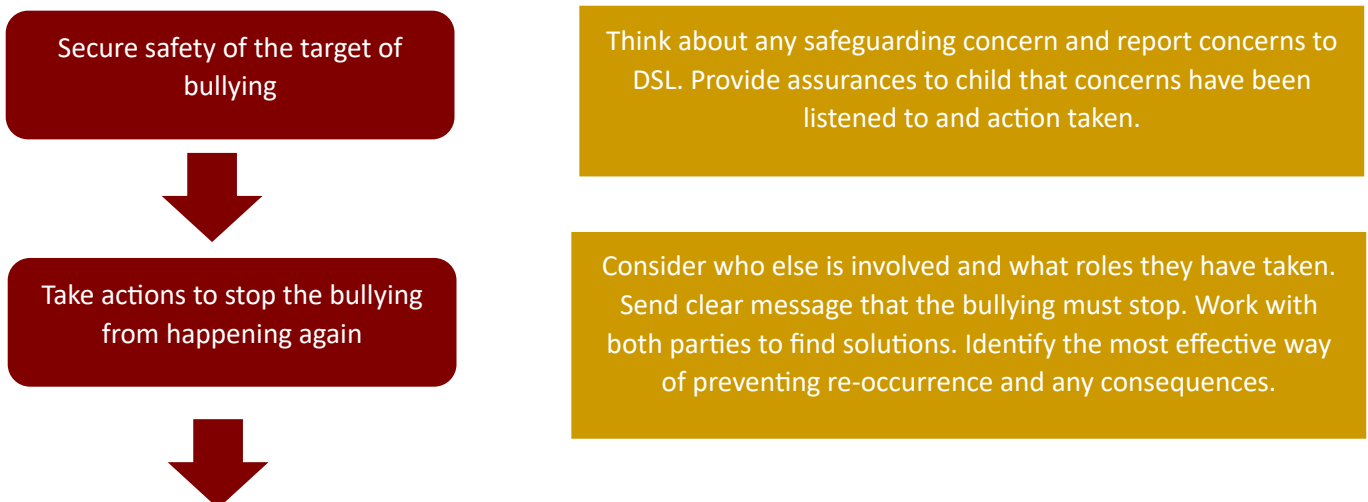 Secure safety of the target of
bullying
Think about any safeguarding concern and report concerns to
DSL. Provide assurances to child that concerns have been
listened to and action taken.
Take actions to stop the bullying
from happening again
Consider who else is involved and what roles they have taken.
Send clear message that the bullying must stop. Work with
both parties to find solutions. Identify the most effective way
of preventing re-occurrence and any consequences.